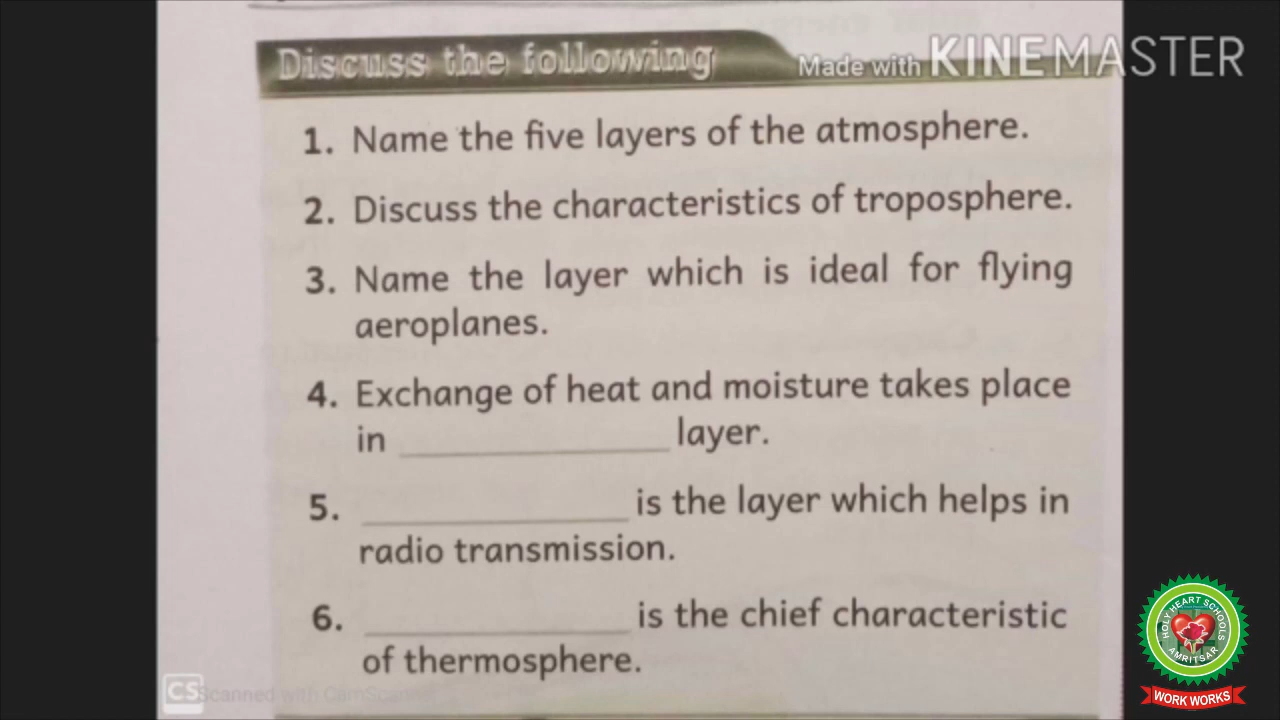 Discuss the following
Made with KINEMASTER
1. Name the five layers of the atmosphere.
2. Discuss the characteristics of troposphere.
3. Name the layer which is ideal for flying
aeroplanes.
4. Exchange of heat and moisture takes place
in ____________ layer.
5. ____________ is the layer which helps in
radio transmission.
6. ____________ is the chief characteristic
of thermosphere.
CS Scanned with CamScanner
HOLY HEART SCHOOLS
AMRITSAR
WORK WORKS